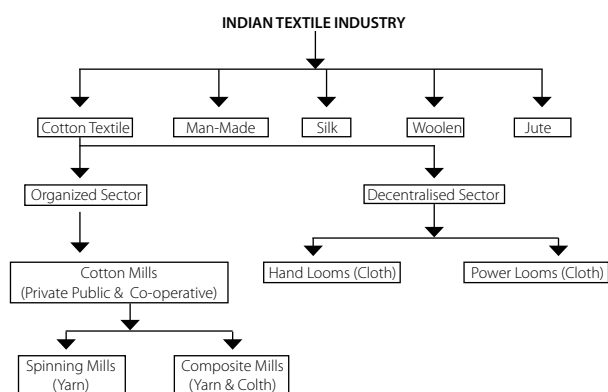 INDIAN TEXTILE INDUSTRY
Cotton Textile
Man-Made
Silk
Woolen
Jute
Organized Sector
Decentralised Sector
Cotton Mills
(Private Public & Co-operative)
Hand Looms (Cloth)
Power Looms (Cloth)
Spinning Mills
(Yarn)
Composite Mills
(Yarn & Colth)